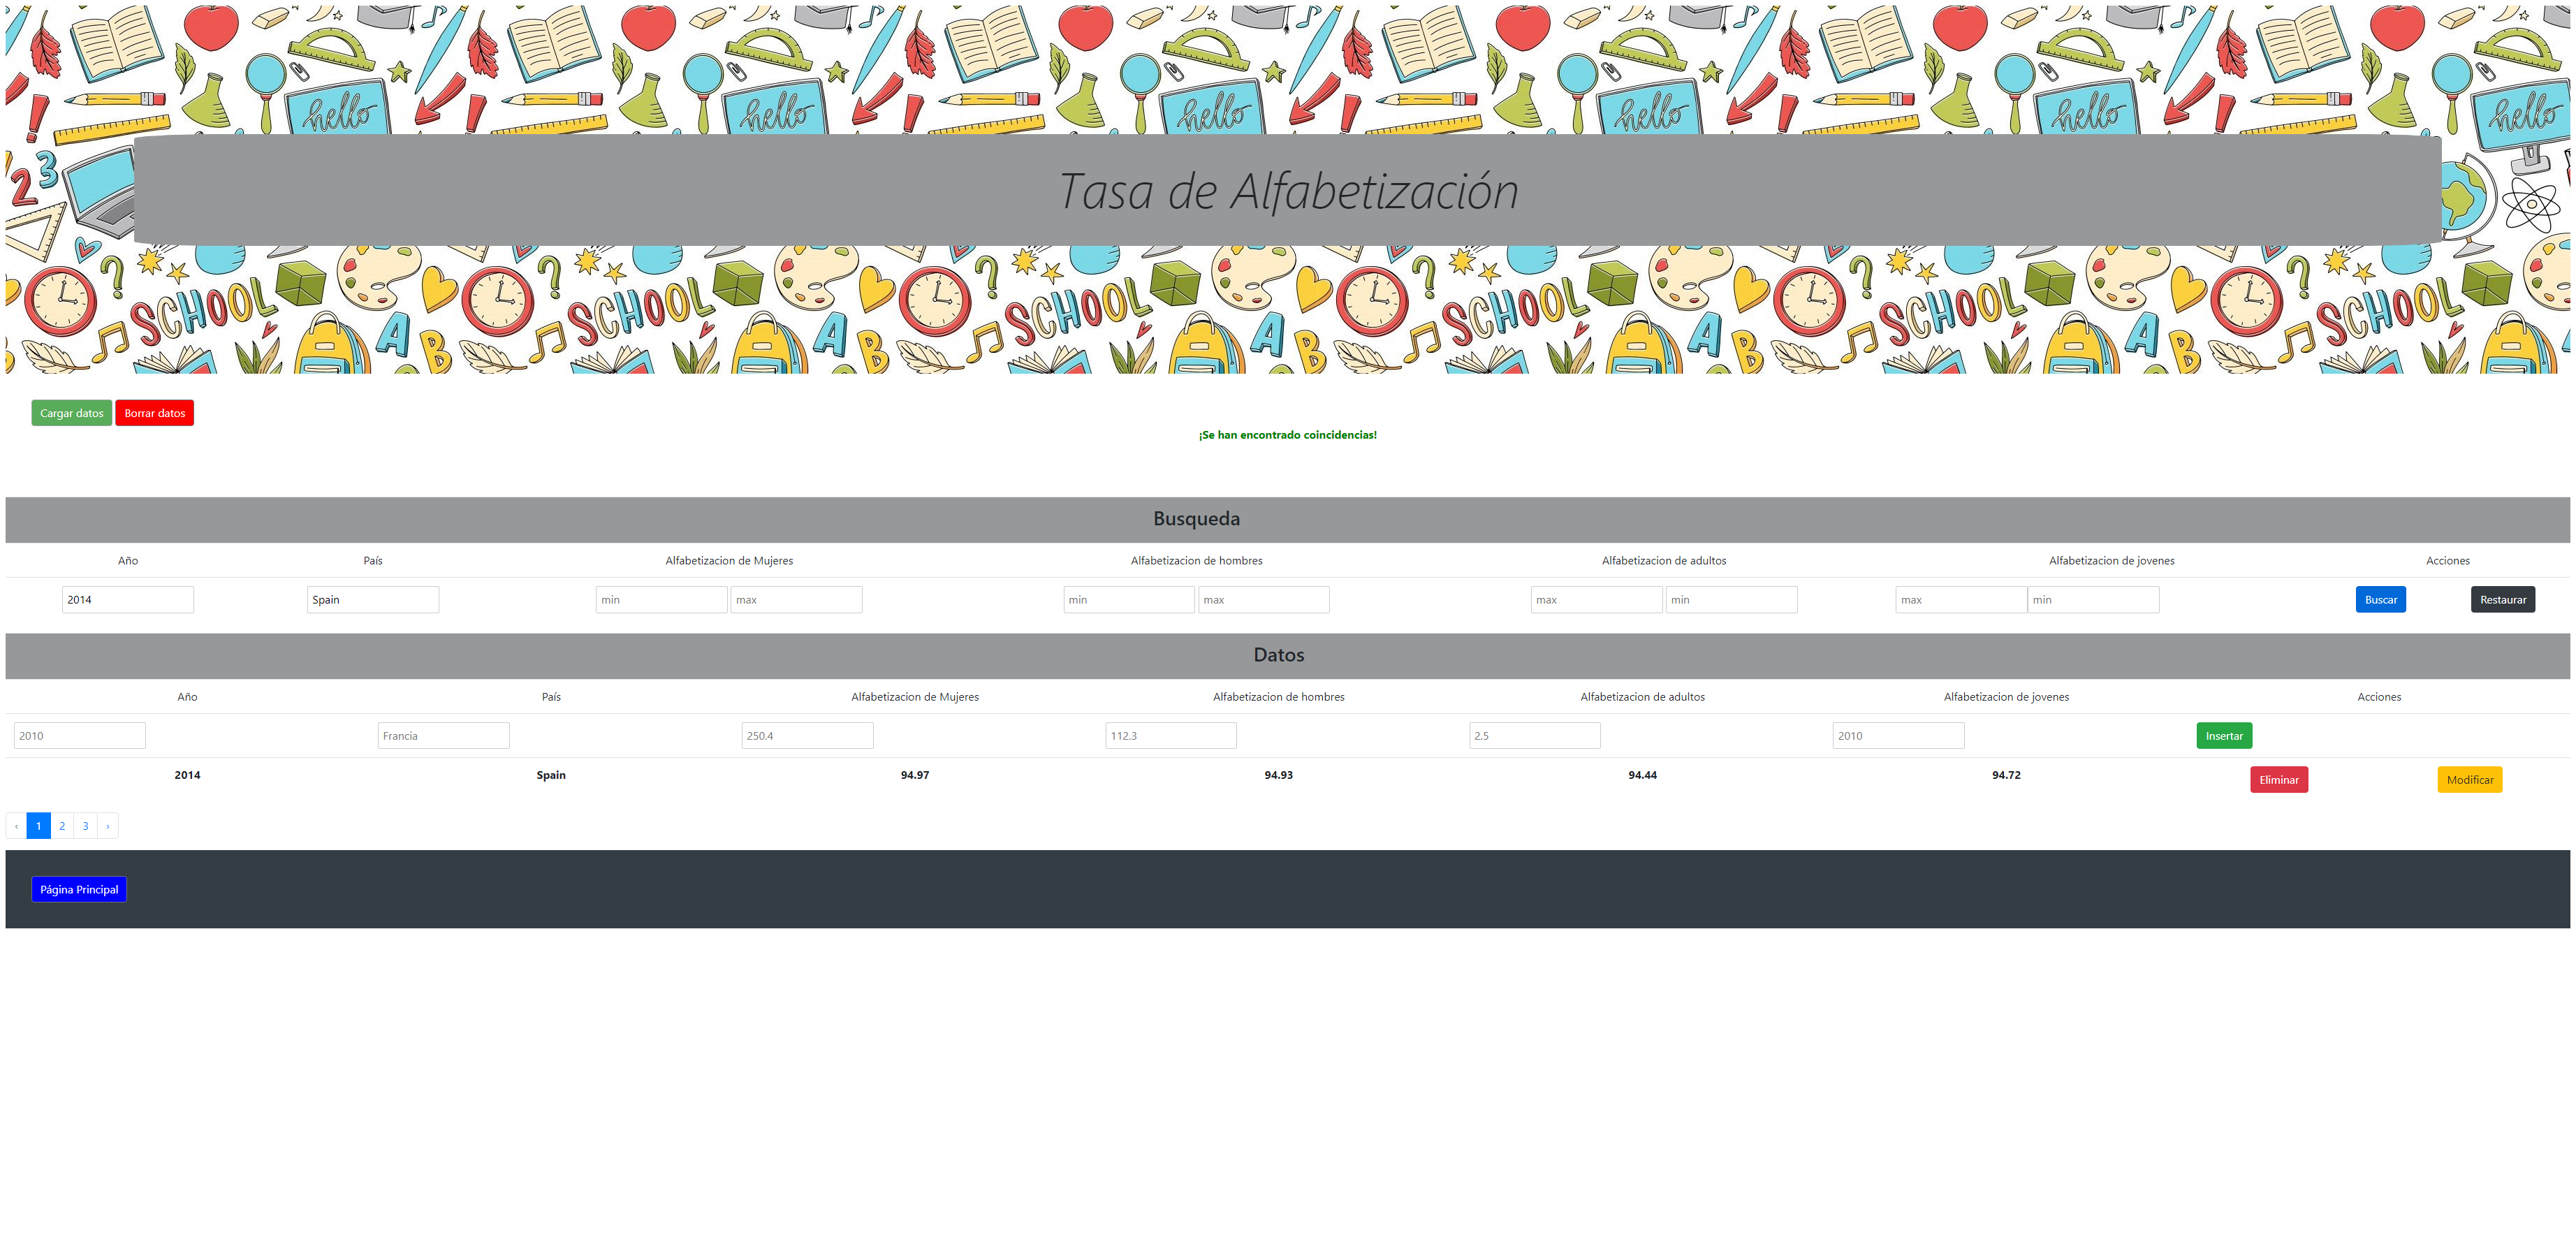 hello hello hello hello hello hello
2 3
Tasa de Alfabetización
? ? ? ? ? ?
SCHOOL SCHOOL SCHOOL SCHOOL SCHOOL SCHOOL
A B A B A B A B A B
Cargar datos Borrar datos
¡Se han encontrado coincidencias!
Busqueda
Año País Alfabetizacion de Mujeres Alfabetizacion de hombres Alfabetizacion de adultos Alfabetizacion de jovenes Acciones
2014 Spain min max min max max min max min Buscar Restaurar
Datos
Año País Alfabetizacion de Mujeres Alfabetizacion de hombres Alfabetizacion de adultos Alfabetizacion de jovenes Acciones
2010 Francia 250.4 112.3 2.5 2010 Insertar
2014 Spain 94.97 94.93 94.44 94.72 Eliminar Modificar
‹ 1 2 3 ›
Página Principal